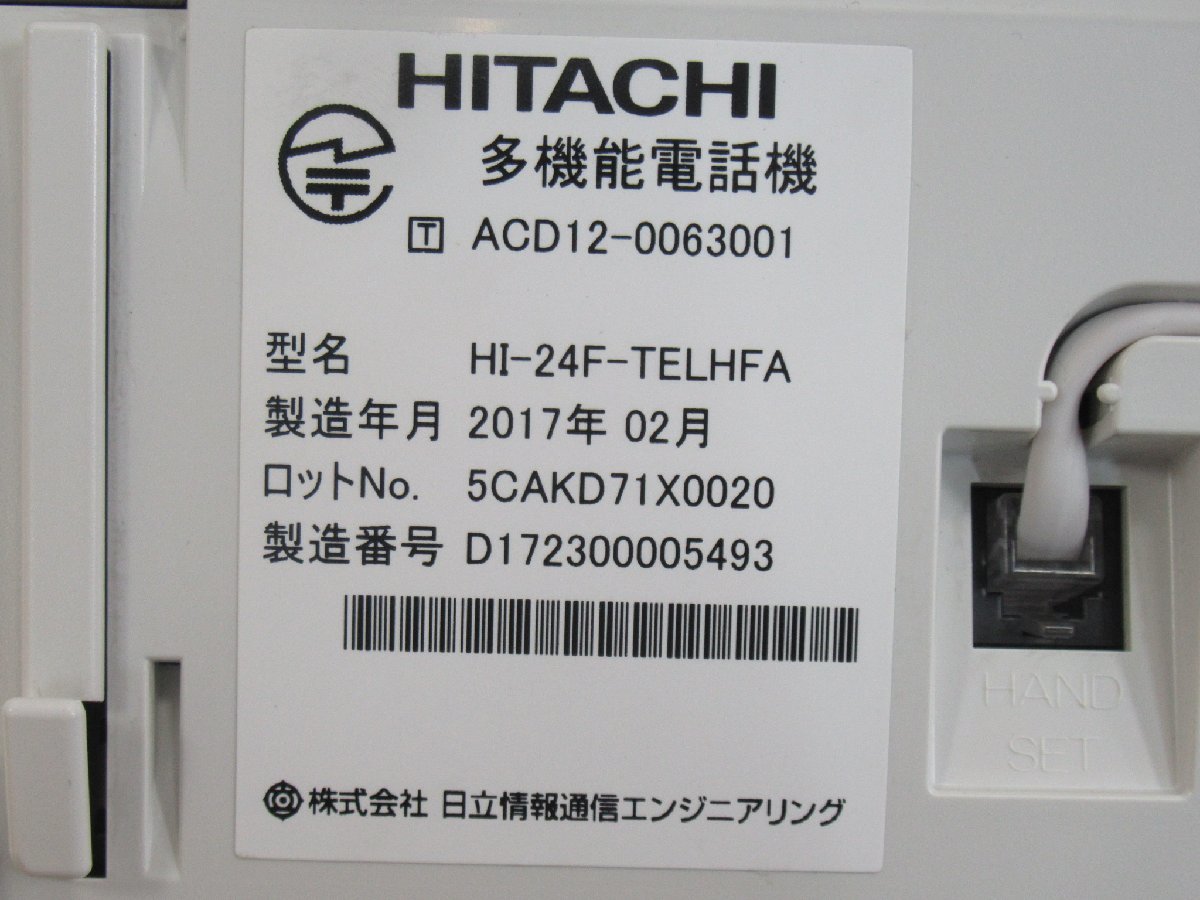 HITACHI
多機能電話機
T ACD12-0063001
型名 HI-24F-TELHFA
製造年月 2017年 02月
ロットNo. 5CAKD71X0020
製造番号 D172300005493
株式会社 日立情報通信エンジニアリング
HAND
SET